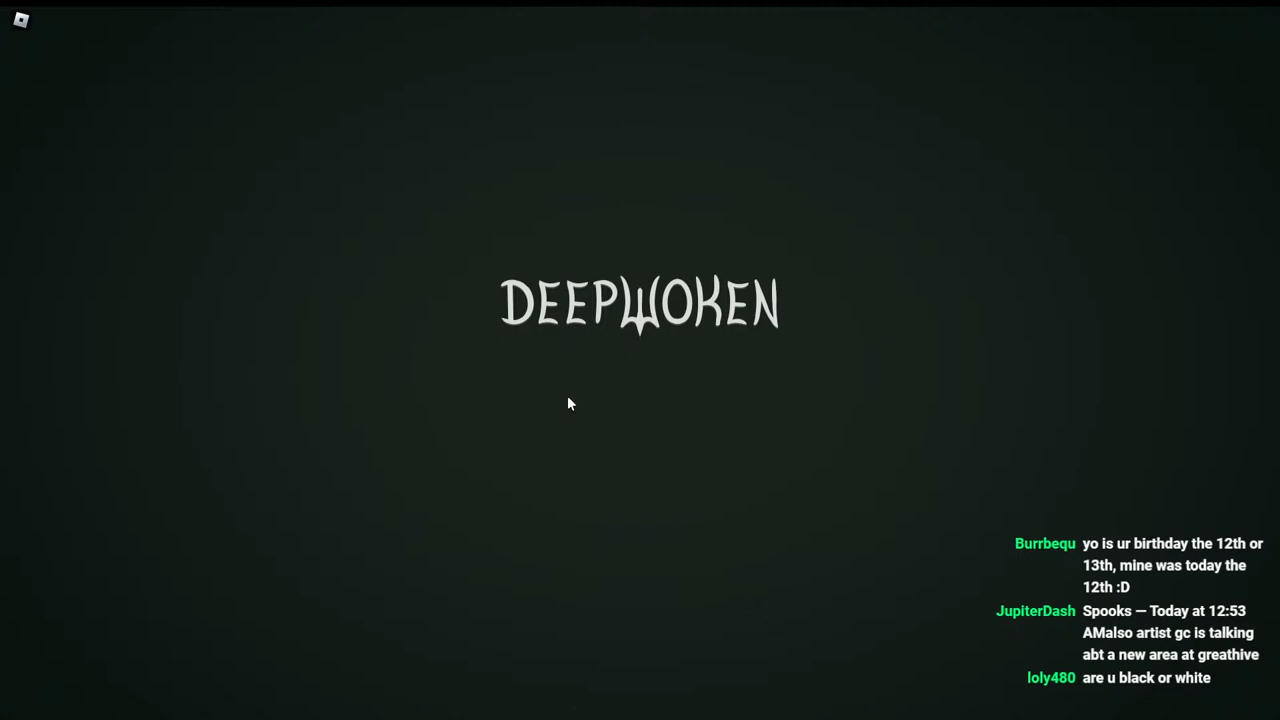 DEEPWOKEN
Burrbequ yo is ur birthday the 12th or
13th, mine was today the
12th :D
JupiterDash Spooks — Today at 12:53
AMalso artist gc is talking
abt a new area at greathive
loly480 are u black or white